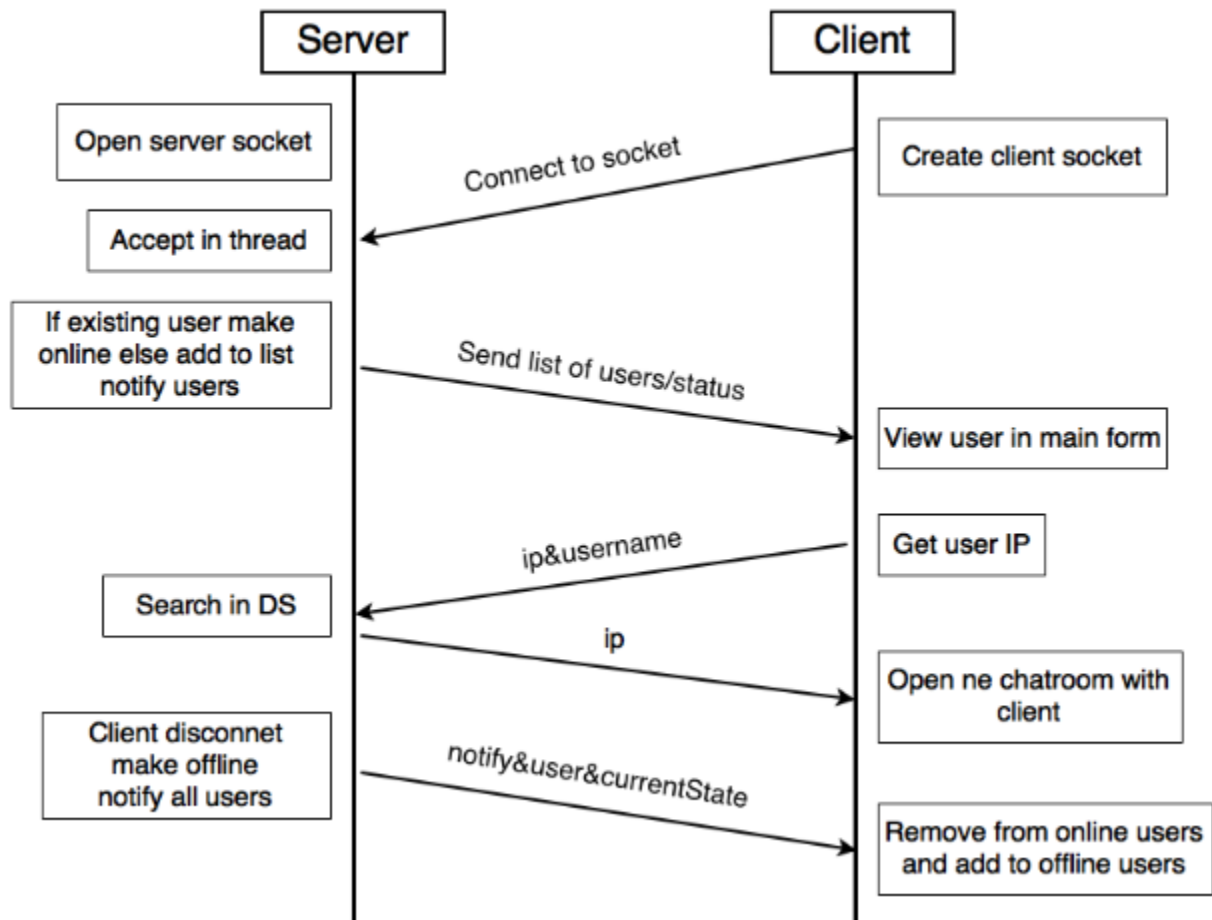 Server
Client
Open server socket
Connect to socket
Create client socket
Accept in thread
If existing user make
online else add to list
notify users
Send list of users/status
View user in main form
ip&username
Get user IP
Search in DS
ip
Open ne chatroom with
client
Client disconnet
make offline
notify all users
notify&user&currentState
Remove from online users
and add to offline users